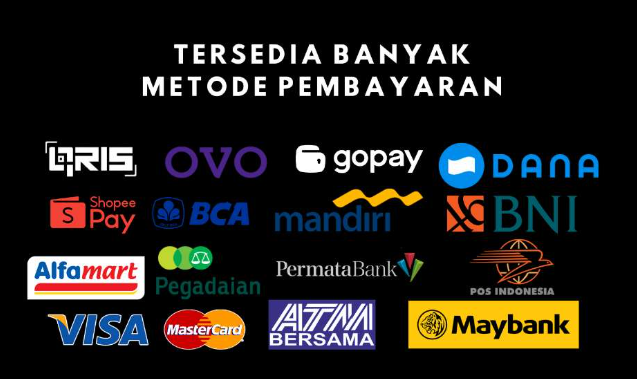 TERSEDIA BANYAK
METODE PEMBAYARAN
QRIS OVO gopay DANA
S Shopee Pay BCA mandiri BNI
Alfamart Pegadaian PermataBank POS INDONESIA
VISA MasterCard ATM BERSAMA Maybank